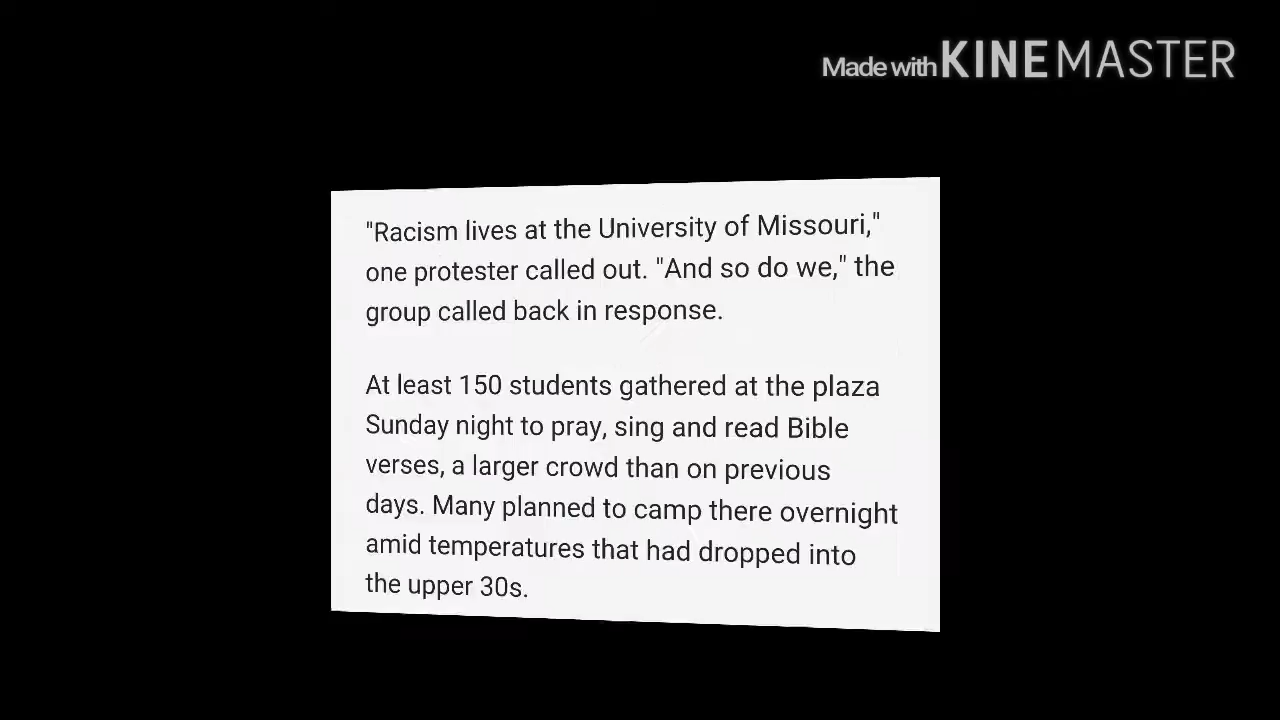 Made with KINEMASTER
"Racism lives at the University of Missouri,"
one protester called out. "And so do we," the
group called back in response.
At least 150 students gathered at the plaza
Sunday night to pray, sing and read Bible
verses, a larger crowd than on previous
days. Many planned to camp there overnight
amid temperatures that had dropped into
the upper 30s.